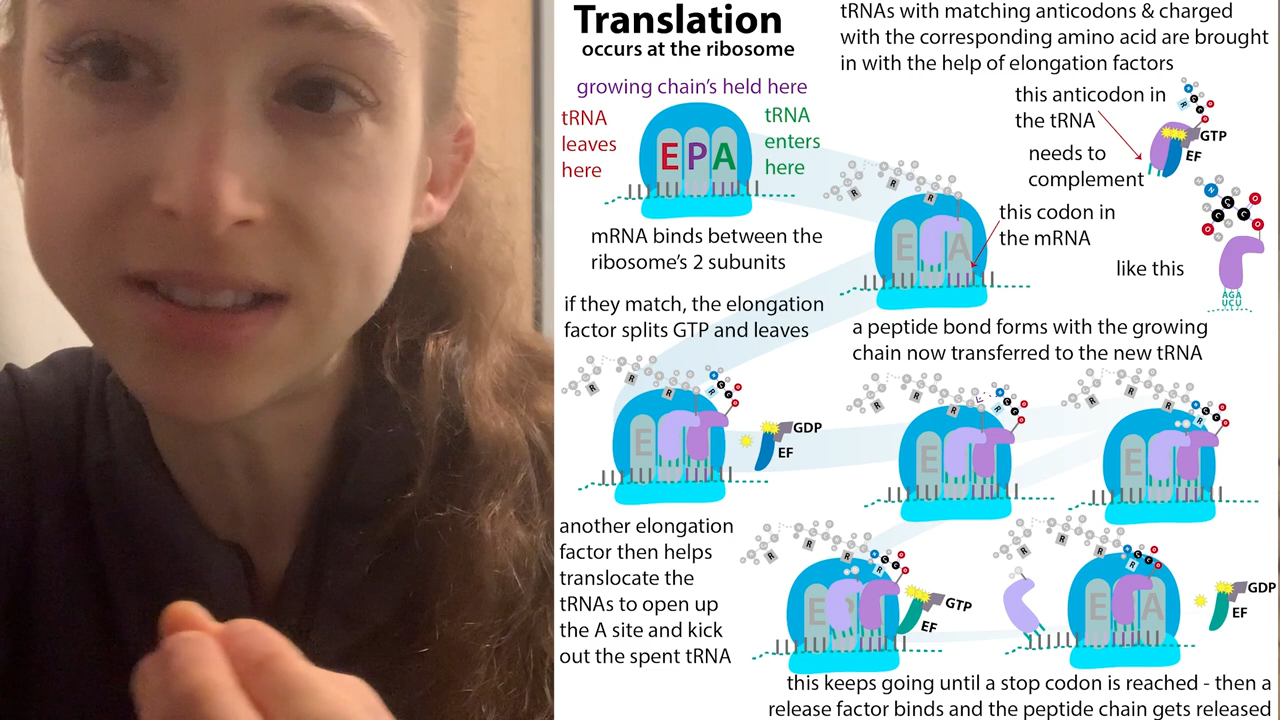 Translation
occurs at the ribosome
growing chain's held here
tRNA
leaves
here
E P A
tRNA
enters
here
mRNA binds between the
ribosome's 2 subunits
tRNAs with matching anticodons & charged
with the corresponding amino acid are brought
in with the help of elongation factors
this anticodon in
the tRNA
GTP
EF
needs to
complement
R
R
R
E A
this codon in
the mRNA
like this
AGA
UCU
if they match, the elongation
factor splits GTP and leaves
a peptide bond forms with the growing
chain now transferred to the new tRNA
R
R
R
R
E
GDP
EF
R
R
R
R
E
R
R
R
R
E
another elongation
factor then helps
translocate the
tRNAs to open up
the A site and kick
out the spent tRNA
R
R
R
R
E P
GTP
EF
R
R
R
R
E A
GDP
EF
this keeps going until a stop codon is reached - then a
release factor binds and the peptide chain gets released